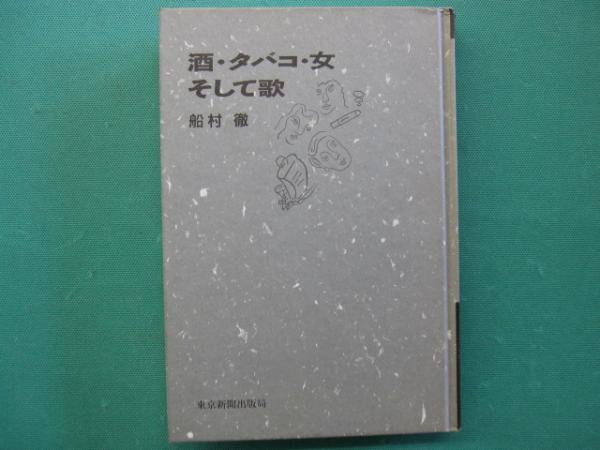 酒・タバコ・女
そして歌
船村 徹
東京新聞出版局